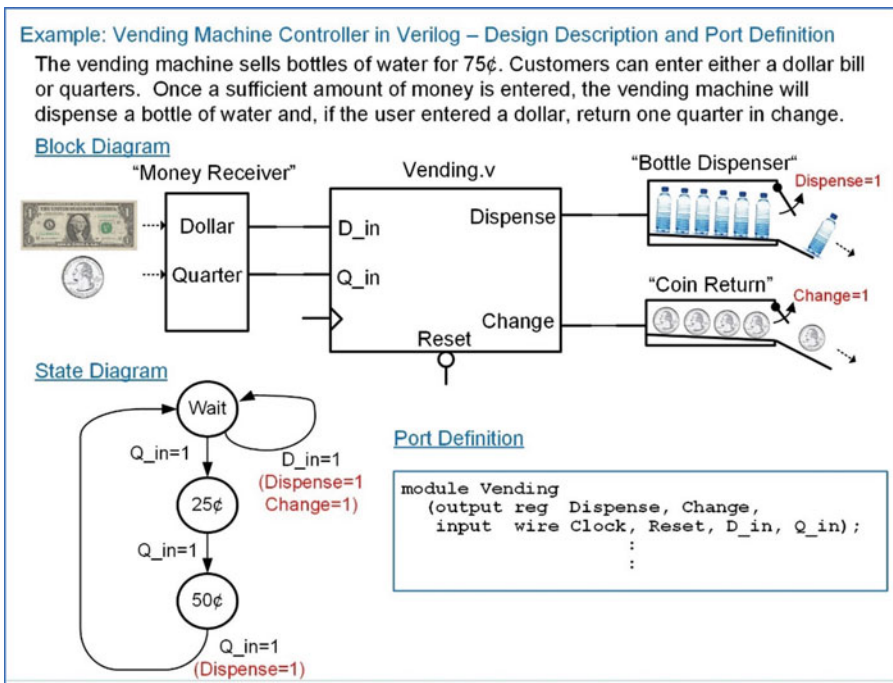 Example: Vending Machine Controller in Verilog – Design Description and Port Definition
The vending machine sells bottles of water for 75¢. Customers can enter either a dollar bill
or quarters. Once a sufficient amount of money is entered, the vending machine will
dispense a bottle of water and, if the user entered a dollar, return one quarter in change.
Block Diagram
"Money Receiver"
Vending.v
"Bottle Dispenser"
Dispense=1
Dollar
D_in
Dispense
Quarter
Q_in
"Coin Return"
Change=1
Change
Reset
State Diagram
Wait
Q_in=1
D_in=1
(Dispense=1
Change=1)
25¢
Q_in=1
50¢
Q_in=1
(Dispense=1)
Port Definition
module Vending
(output reg Dispense, Change,
input wire Clock, Reset, D_in, Q_in);
:
: